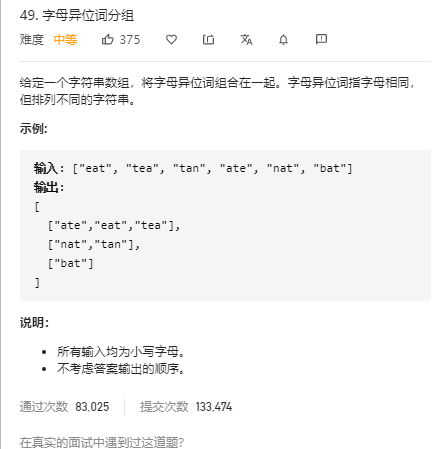 49. 字母异位词分组
难度 中等 375
给定一个字符串数组，将字母异位词组合在一起。字母异位词指字母相同，
但排列不同的字符串。
示例:
输入: ["eat", "tea", "tan", "ate", "nat", "bat"]
输出:
[
  ["ate","eat","tea"],
  ["nat","tan"],
  ["bat"]
]
说明：
• 所有输入均为小写字母。
• 不考虑答案输出的顺序。
通过次数 83,025 提交次数 133,474
在真实的面试中遇到过这道题?